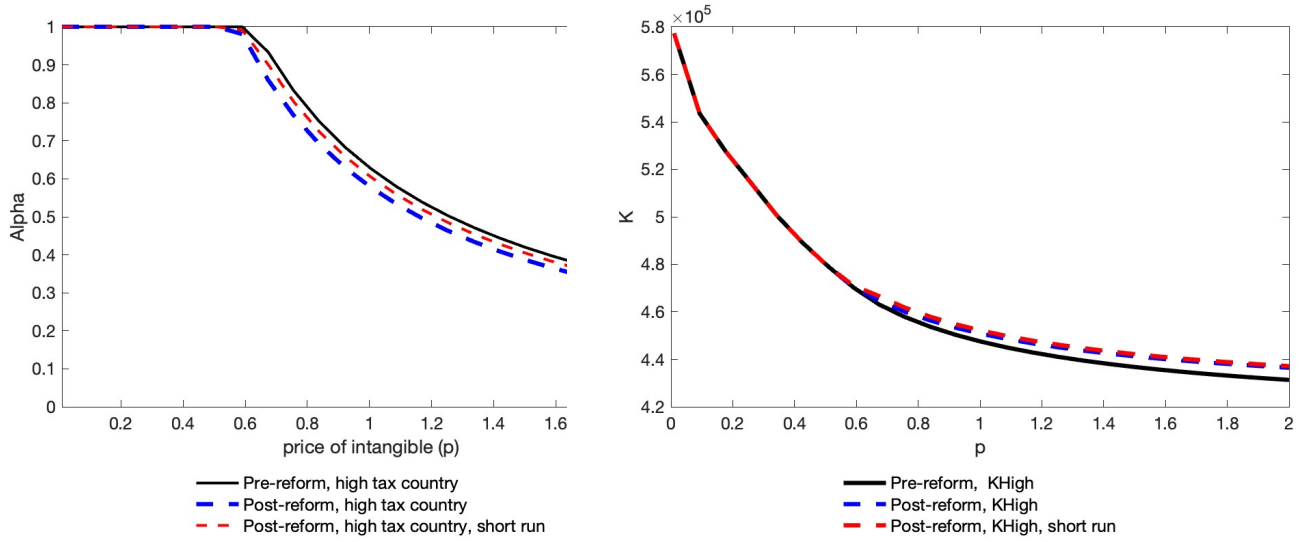 1
0.9
0.8
0.7
0.6
0.5
0.4
0.3
0.2
0.1
0
Alpha
0.2 0.4 0.6 0.8 1 1.2 1.4 1.6
price of intangible (p)
Pre-reform, high tax country
Post-reform, high tax country
Post-reform, high tax country, short run
×10⁵
5.8
5.6
5.4
5.2
5
4.8
4.6
4.4
4.2
K
0 0.2 0.4 0.6 0.8 1 1.2 1.4 1.6 1.8 2
p
Pre-reform, KHigh
Post-reform, KHigh
Post-reform, KHigh, short run